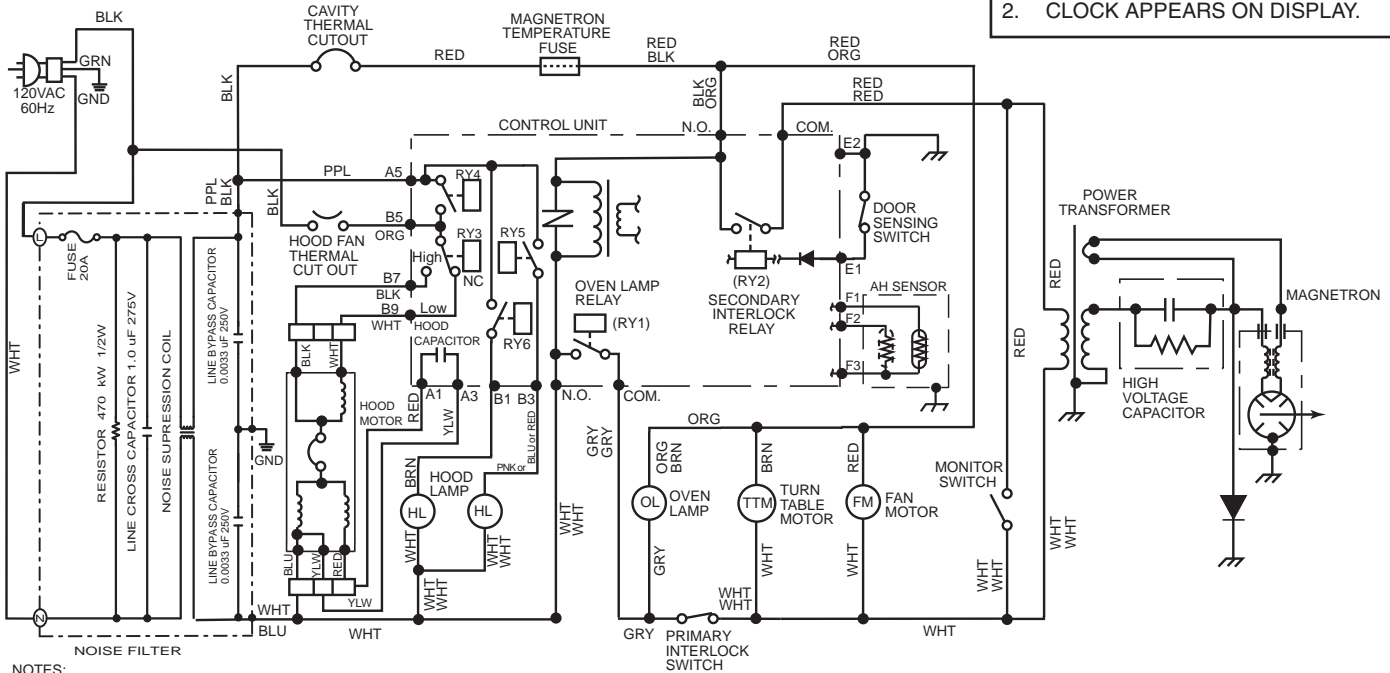 2. CLOCK APPEARS ON DISPLAY.
BLK
CAVITY
THERMAL
CUTOUT
MAGNETRON
TEMPERATURE
FUSE
RED
RED
BLK
RED
ORG
GRN
120VAC
60Hz
GND
BLK
BLK
ORG
RED
RED
CONTROL UNIT
N.O.
COM.
E2
PPL
A5
RY4
PPL
BLK
BLK
B5
ORG
HOOD FAN
THERMAL
CUT OUT
RY3
High
NC
RY5
DOOR
SENSING
SWITCH
POWER
TRANSFORMER
L
FUSE
20A
B7
BLK
B9
WHT
Low
HOOD
CAPACITOR
RY6
OVEN LAMP
RELAY
(RY1)
(RY2)
SECONDARY
INTERLOCK
RELAY
E1
F1
F2
F3
AH SENSOR
RED
RED
MAGNETRON
HIGH
VOLTAGE
CAPACITOR
WHT
RESISTOR 470 kW 1/2W
LINE CROSS CAPACITOR 1.0 uF 275V
NOISE SUPRESSION COIL
LINE BYPASS CAPACITOR
0.0033 uF 250V
LINE BYPASS CAPACITOR
0.0033 uF 250V
GND
BLK
WHT
HOOD
MOTOR
RED
A1
A3
YLW
B1
B3
BLU or RED
PNK or
N.O.
COM.
BRN
HOOD
LAMP
HL
HL
WHT
WHT
WHT
WHT
WHT
WHT
WHT
GRY
GRY
ORG
ORG
BRN
BRN
RED
OL
OVEN
LAMP
TTM
TURN
TABLE
MOTOR
FM
FAN
MOTOR
MONITOR
SWITCH
GRY
WHT
WHT
WHT
WHT
WHT
WHT
WHT
WHT
BLU
YLW
RED
YLW
N
WHT
BLU
WHT
GRY
PRIMARY
INTERLOCK
SWITCH
WHT
NOISE FILTER
NOTES: